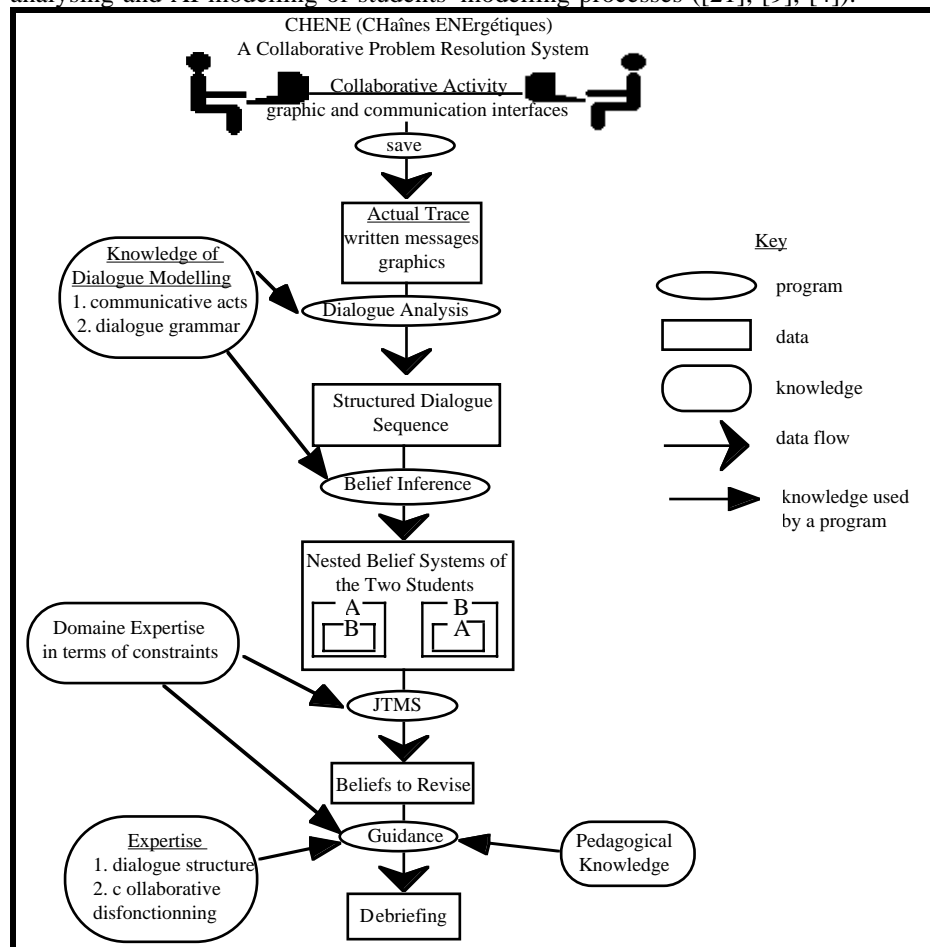 analysing and AI modelling of students' modelling processes ([21], [9], [4]).
CHENE (CHaînes ENErgétiques)
A Collaborative Problem Resolution System
Collaborative Activity
graphic and communication interfaces
save
Actual Trace
written messages
graphics
Knowledge of
Dialogue Modelling
1. communicative acts
2. dialogue grammar
Dialogue Analysis
Structured Dialogue
Sequence
Belief Inference
Nested Belief Systems of
the Two Students
A
B
B
A
Domaine Expertise
in terms of constraints
JTMS
Beliefs to Revise
Guidance
Expertise
1. dialogue structure
2. c ollaborative
disfonctionning
Pedagogical
Knowledge
Debriefing
Key
program
data
knowledge
data flow
knowledge used
by a program